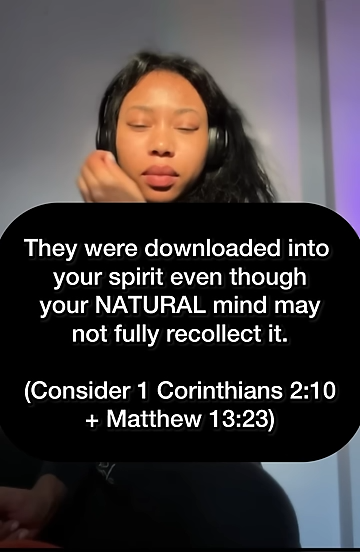 They were downloaded into
your spirit even though
your NATURAL mind may
not fully recollect it.
(Consider 1 Corinthians 2:10
+ Matthew 13:23)